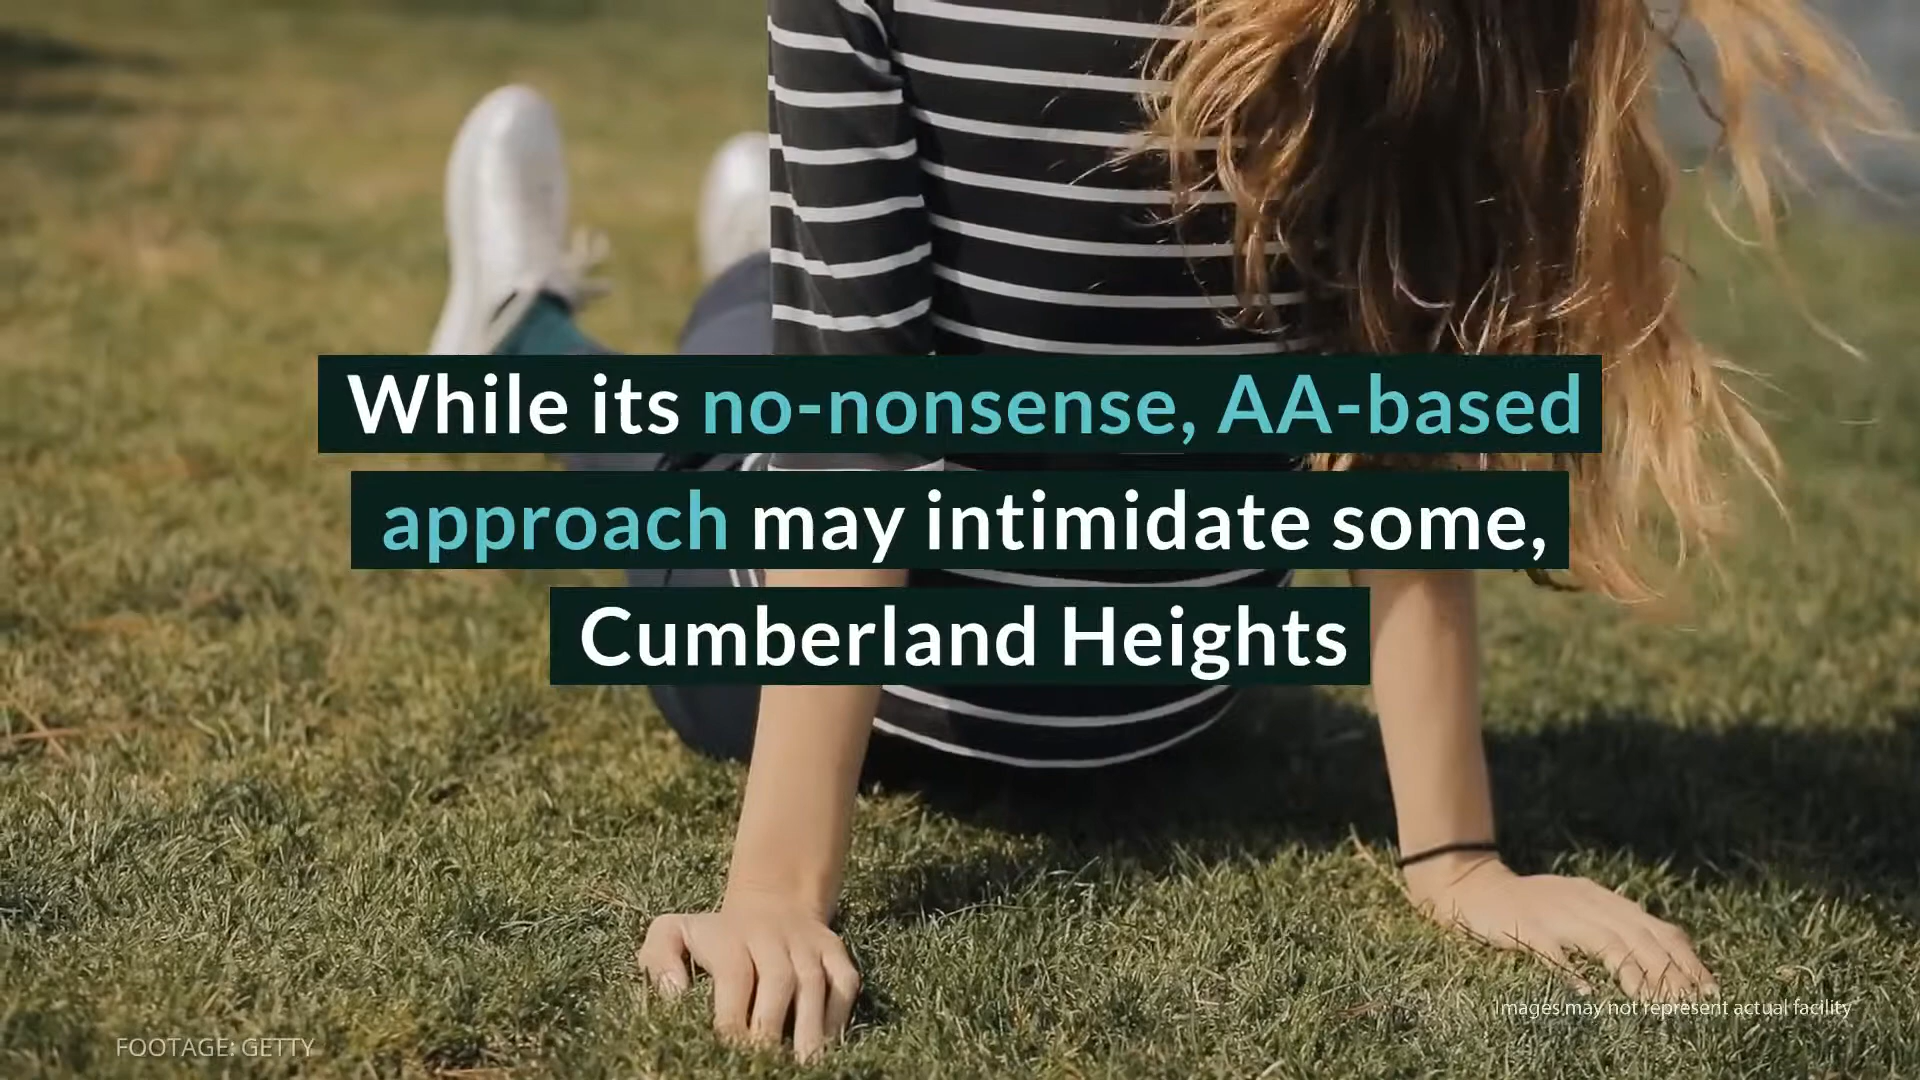 While its no-nonsense, AA-based
approach may intimidate some,
Cumberland Heights
Images may not represent actual facility
FOOTAGE: GETTY